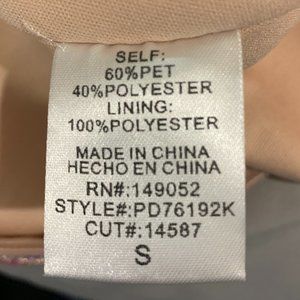 SELF:
60%PET
40%POLYESTER
LINING:
100%POLYESTER
MADE IN CHINA
HECHO EN CHINA
RN#:149052
STYLE#:PD76192K
CUT#:14587
S